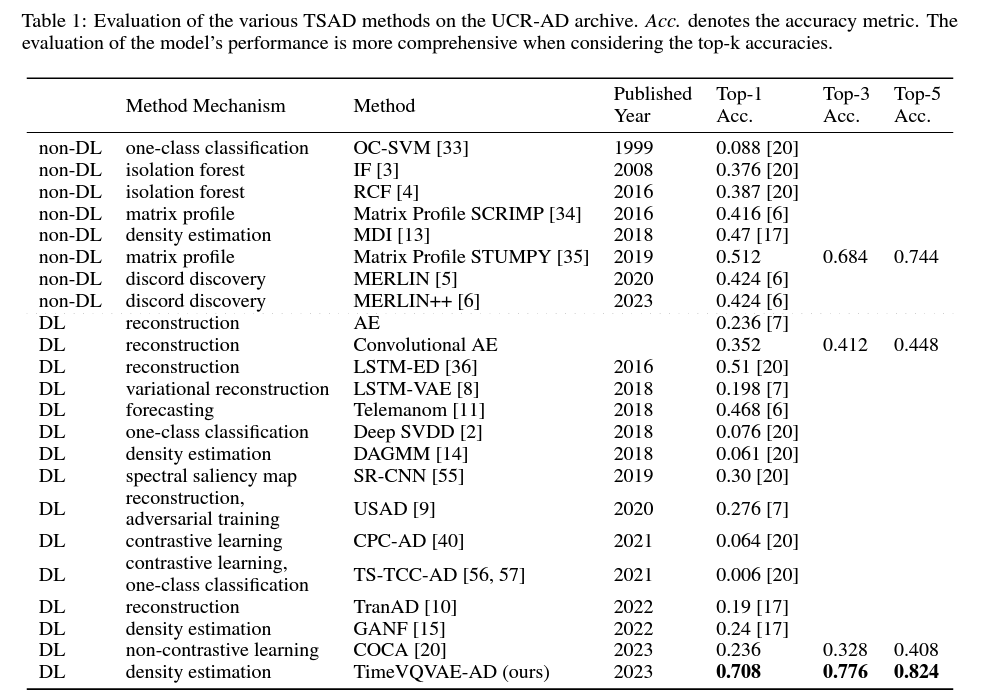 Table 1: Evaluation of the various TSAD methods on the UCR-AD archive. Acc. denotes the accuracy metric. The
evaluation of the model's performance is more comprehensive when considering the top-k accuracies.
Method Mechanism Method Published Year Top-1 Acc. Top-3 Acc. Top-5 Acc.
non-DL one-class classification OC-SVM [33] 1999 0.088 [20]
non-DL isolation forest IF [3] 2008 0.376 [20]
non-DL isolation forest RCF [4] 2016 0.387 [20]
non-DL matrix profile Matrix Profile SCRIMP [34] 2016 0.416 [6]
non-DL density estimation MDI [13] 2018 0.47 [17]
non-DL matrix profile Matrix Profile STUMPY [35] 2019 0.512 0.684 0.744
non-DL discord discovery MERLIN [5] 2020 0.424 [6]
non-DL discord discovery MERLIN++ [6] 2023 0.424 [6]
DL reconstruction AE 0.236 [7]
DL reconstruction Convolutional AE 0.352 0.412 0.448
DL reconstruction LSTM-ED [36] 2016 0.51 [20]
DL variational reconstruction LSTM-VAE [8] 2018 0.198 [7]
DL forecasting Telemanom [11] 2018 0.468 [6]
DL one-class classification Deep SVDD [2] 2018 0.076 [20]
DL density estimation DAGMM [14] 2018 0.061 [20]
DL spectral saliency map SR-CNN [55] 2019 0.30 [20]
DL reconstruction, adversarial training USAD [9] 2020 0.276 [7]
DL contrastive learning CPC-AD [40] 2021 0.064 [20]
DL contrastive learning, one-class classification TS-TCC-AD [56, 57] 2021 0.006 [20]
DL reconstruction TranAD [10] 2022 0.19 [17]
DL density estimation GANF [15] 2022 0.24 [17]
DL non-contrastive learning COCA [20] 2023 0.236 0.328 0.408
DL density estimation TimeVQVAE-AD (ours) 2023 0.708 0.776 0.824